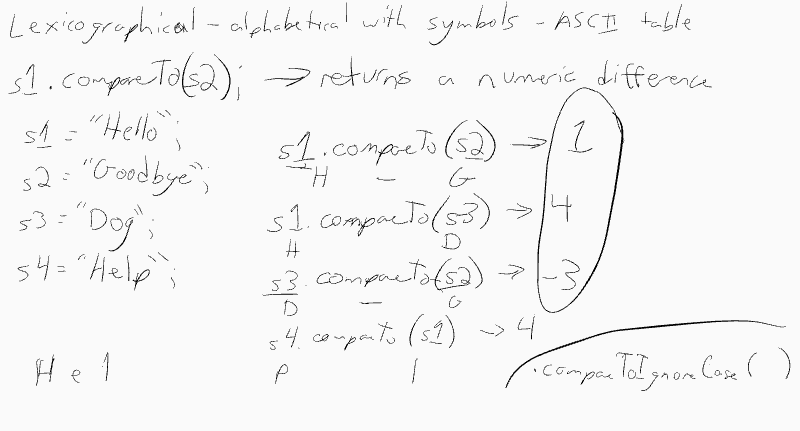 Lexicographical - alphabetical with symbols - ASCII table
s1.compareTo(s2); → returns a numeric difference
s1 = "Hello";
s2 = "Goodbye";
s3 = "Dog";
s4 = "Help";
s1.compareTo(s2) → 1
H - G
s1.compareTo(s3) → 4
H D
s3.compareTo(s2) → -3
D - G
s4.compareTo(s1) → 4
H e l p l
.compareToIgnoreCase( )